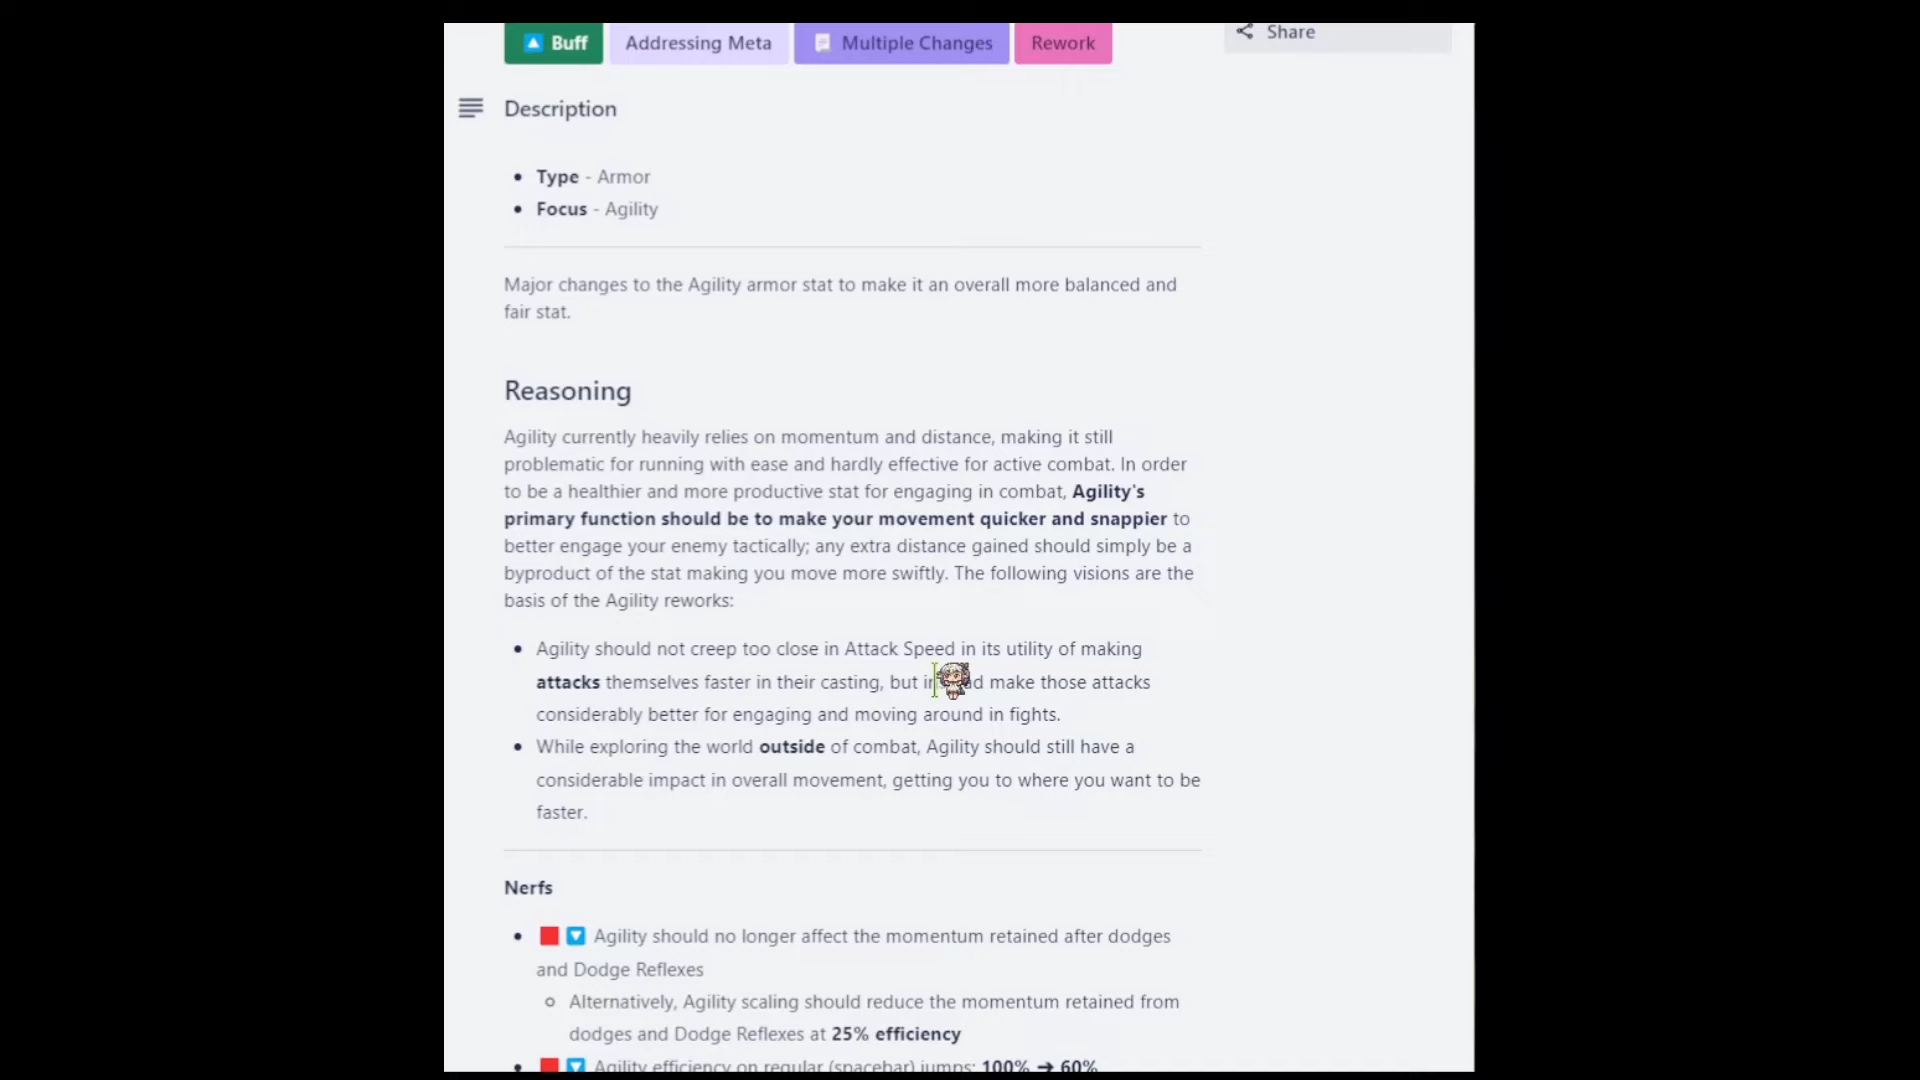 Buff Addressing Meta Multiple Changes Rework Share
Description
• Type - Armor
• Focus - Agility
Major changes to the Agility armor stat to make it an overall more balanced and
fair stat.
Reasoning
Agility currently heavily relies on momentum and distance, making it still
problematic for running with ease and hardly effective for active combat. In order
to be a healthier and more productive stat for engaging in combat, Agility's
primary function should be to make your movement quicker and snappier to
better engage your enemy tactically; any extra distance gained should simply be a
byproduct of the stat making you move more swiftly. The following visions are the
basis of the Agility reworks:
• Agility should not creep too close in Attack Speed in its utility of making
attacks themselves faster in their casting, but make those attacks
considerably better for engaging and moving around in fights.
• While exploring the world outside of combat, Agility should still have a
considerable impact in overall movement, getting you to where you want to be
faster.
Nerfs
• Agility should no longer affect the momentum retained after dodges
and Dodge Reflexes
Alternatively, Agility scaling should reduce the momentum retained from
dodges and Dodge Reflexes at 25% efficiency
• Agility efficiency on regular (spacebar) jumps: 100% → 60%